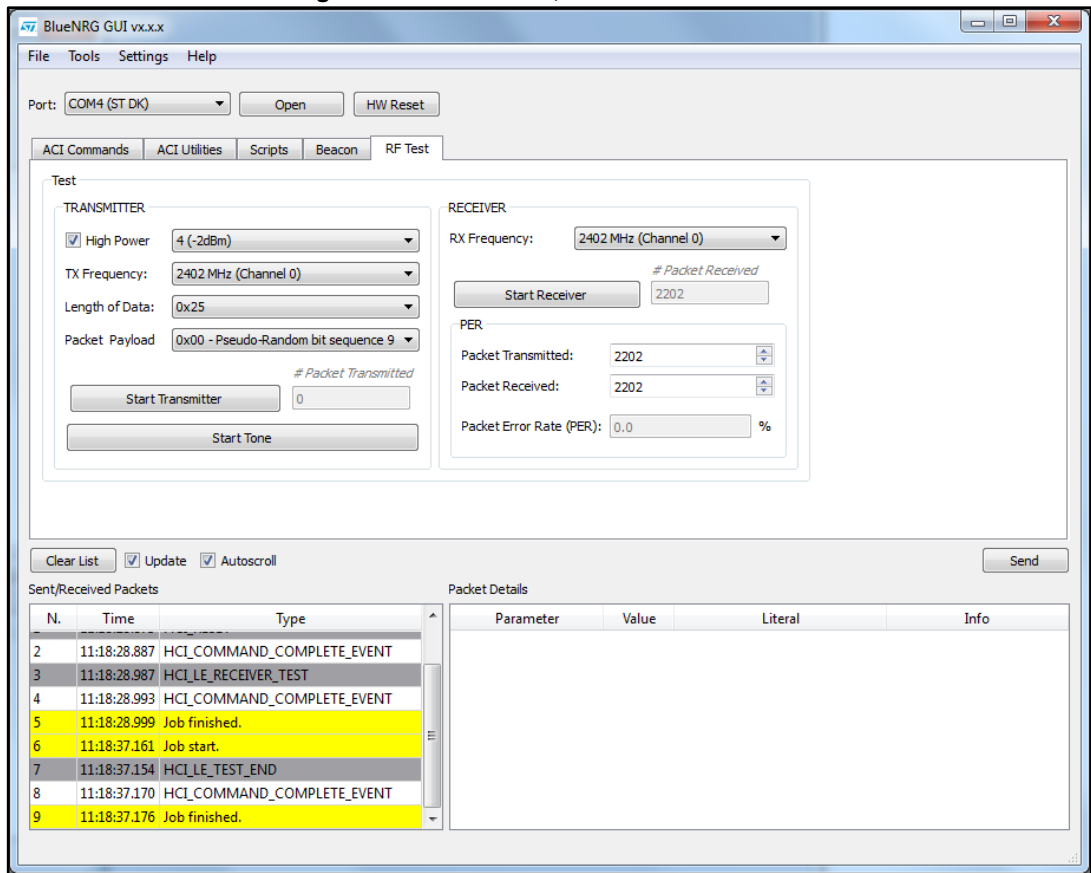 BlueNRG GUI vx.x.x
File Tools Settings Help
Port: COM4 (ST DK) Open HW Reset
ACI Commands ACI Utilities Scripts Beacon RF Test
Test
TRANSMITTER
High Power 4 (-2dBm)
TX Frequency: 2402 MHz (Channel 0)
Length of Data: 0x25
Packet Payload 0x00 - Pseudo-Random bit sequence 9
# Packet Transmitted
Start Transmitter 0
Start Tone
RECEIVER
RX Frequency: 2402 MHz (Channel 0)
# Packet Received
Start Receiver 2202
PER
Packet Transmitted: 2202
Packet Received: 2202
Packet Error Rate (PER): 0.0 %
Clear List Update Autoscroll Send
Sent/Received Packets
N. Time Type
2 11:18:28.887 HCI_COMMAND_COMPLETE_EVENT
3 11:18:28.987 HCI_LE_RECEIVER_TEST
4 11:18:28.993 HCI_COMMAND_COMPLETE_EVENT
5 11:18:28.999 Job finished.
6 11:18:37.161 Job start.
7 11:18:37.154 HCI_LE_TEST_END
8 11:18:37.170 HCI_COMMAND_COMPLETE_EVENT
9 11:18:37.176 Job finished.
Packet Details
Parameter Value Literal Info